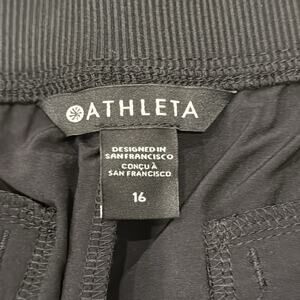 ATHLETA
DESIGNED IN
SAN FRANCISCO
CONÇU À
SAN FRANCISCO
16